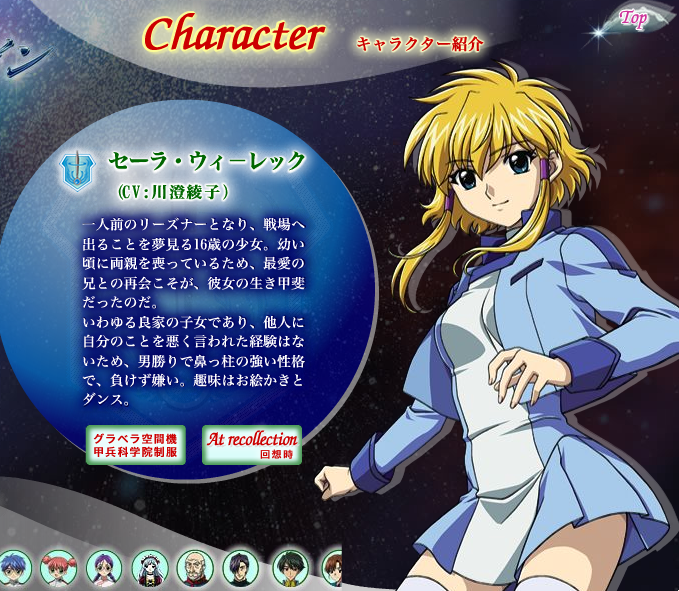 Character
キャラクター紹介
Top
イン
セーラ・ウィーレック
(CV:川澄綾子)
一人前のリーズナーとなり、戦場へ
出ることを夢見る16歳の少女。幼い
頃に両親を喪っているため、最愛の
兄との再会こそが、彼女の生き甲斐
だったのだ。
いわゆる良家の子女であり、他人に
自分のことを悪く言われた経験はな
いため、男勝りで鼻っ柱の強い性格
で、負けず嫌い。趣味はお絵かきと
ダンス。
グラベラ空間機
甲兵科学院制服
At recollection
回想時